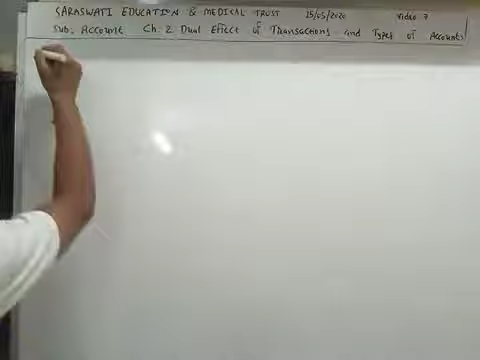 SARASWATI EDUCATION & MEDICAL TRUST 15/05/2020 Video 7
Sub. Account Ch. 2 Dual Effect of Transactions and Types of Accounts